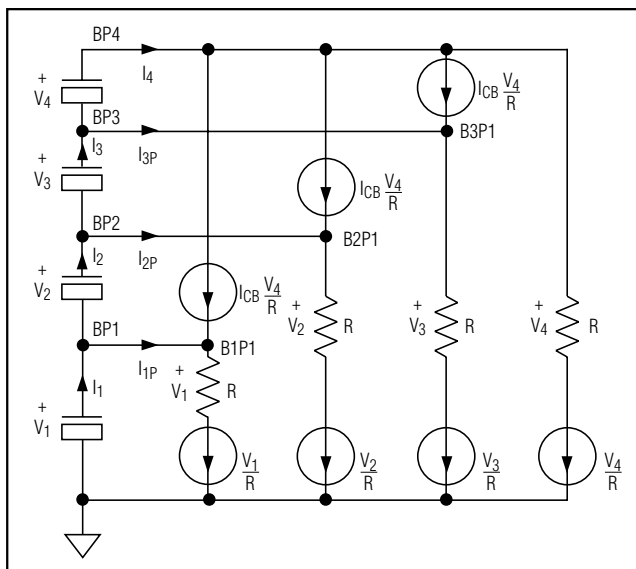 BP4
I4
+
V4
ICB V4/R
BP3
I3P
B3P1
I3
+
V3
ICB V4/R
BP2
I2P
B2P1
I2
+
V2
ICB V4/R
+
V2
R
+
V3
R
+
V4
R
BP1
I1P
B1P1
I1
+
V1
R
+
V1
V1/R
V2/R
V3/R
V4/R